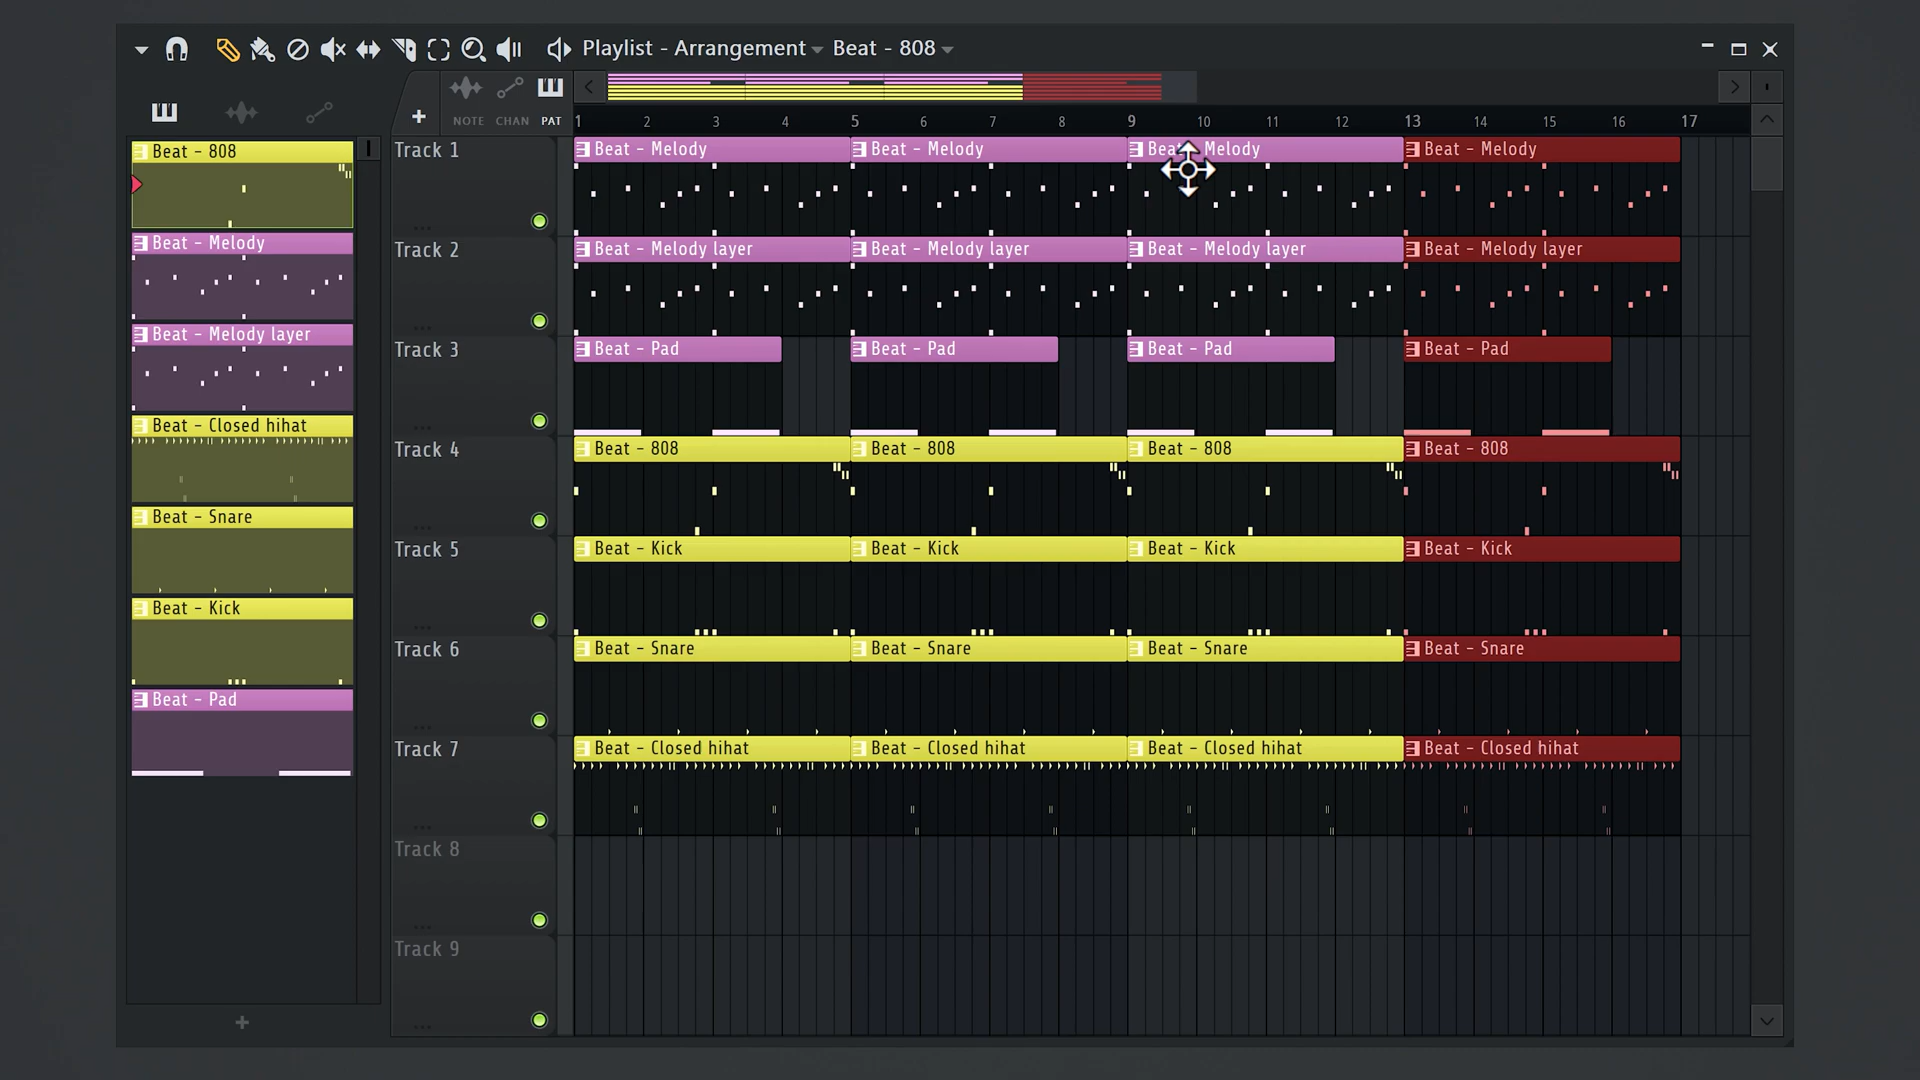 Playlist - Arrangement Beat - 808
NOTE CHAN PAT
1 2 3 4 5 6 7 8 9 10 11 12 13 14 15 16 17
Beat - 808
Beat - Melody
Beat - Melody layer
Beat - Closed hihat
Beat - Snare
Beat - Kick
Beat - Pad
Track 1 Beat - Melody Beat - Melody Beat - Melody Beat - Melody
Track 2 Beat - Melody layer Beat - Melody layer Beat - Melody layer Beat - Melody layer
Track 3 Beat - Pad Beat - Pad Beat - Pad Beat - Pad
Track 4 Beat - 808 Beat - 808 Beat - 808 Beat - 808
Track 5 Beat - Kick Beat - Kick Beat - Kick Beat - Kick
Track 6 Beat - Snare Beat - Snare Beat - Snare Beat - Snare
Track 7 Beat - Closed hihat Beat - Closed hihat Beat - Closed hihat Beat - Closed hihat
Track 8
Track 9